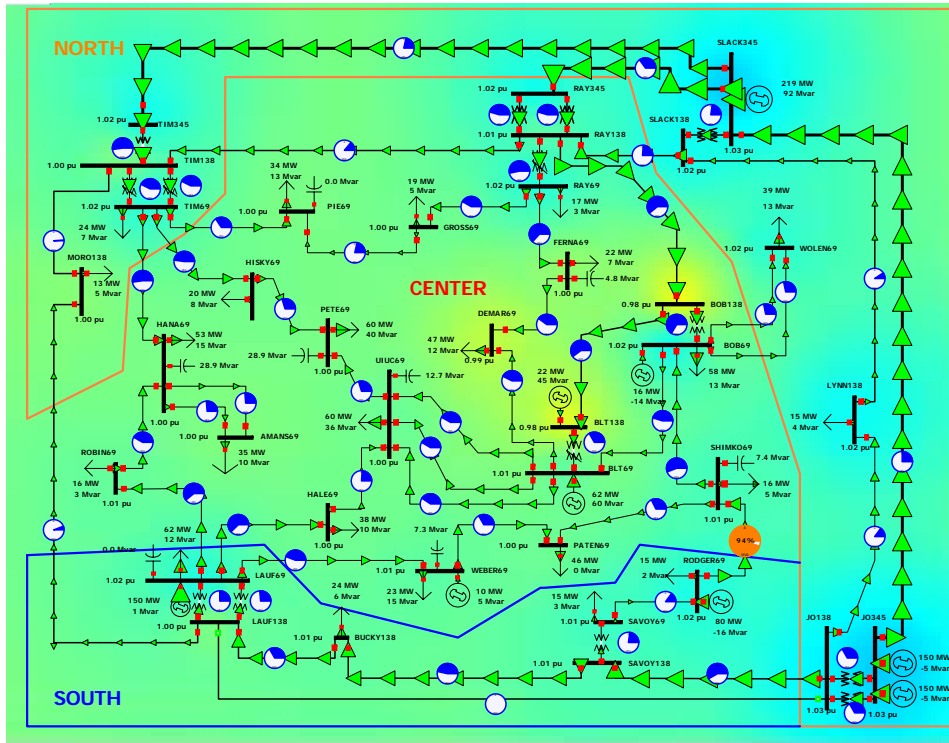 NORTH
SLACK345
219 MW
92 Mvar
1.03 pu
SLACK138
1.02 pu
1.02 pu
RAY345
1.01 pu
RAY138
1.02 pu
RAY69
17 MW
3 Mvar
1.02 pu
TIM345
1.00 pu
TIM138
1.02 pu
TIM69
24 MW
7 Mvar
34 MW
13 Mvar
0.0 Mvar
1.00 pu
PIE69
19 MW
5 Mvar
1.00 pu
GROSS69
39 MW
13 Mvar
1.02 pu
WOLEN69
MORO138
13 MW
5 Mvar
1.00 pu
HISKY69
20 MW
8 Mvar
FERNA69
22 MW
7 Mvar
4.8 Mvar
1.00 pu
CENTER
0.98 pu
BOB138
1.02 pu
BOB69
58 MW
13 Mvar
16 MW
-14 Mvar
PETE69
60 MW
40 Mvar
28.9 Mvar
1.00 pu
DEMAR69
47 MW
12 Mvar
0.99 pu
HANA69
53 MW
15 Mvar
28.9 Mvar
1.00 pu
UIUC69
12.7 Mvar
60 MW
36 Mvar
1.00 pu
22 MW
45 Mvar
0.98 pu
BLT138
1.01 pu
BLT69
62 MW
60 Mvar
LYNN138
15 MW
4 Mvar
1.02 pu
1.00 pu
AMANS69
35 MW
10 Mvar
ROBIN69
16 MW
3 Mvar
1.01 pu
SHIMKO69
7.4 Mvar
16 MW
5 Mvar
1.01 pu
HALE69
38 MW
10 Mvar
1.00 pu
62 MW
12 Mvar
0.0 Mvar
1.02 pu
LAUF69
150 MW
1 Mvar
1.00 pu
LAUF138
7.3 Mvar
1.01 pu
WEBER69
23 MW
15 Mvar
10 MW
5 Mvar
1.00 pu
PATEN69
46 MW
0 Mvar
94%
15 MW
2 Mvar
RODGER69
1.02 pu
80 MW
-16 Mvar
24 MW
6 Mvar
1.01 pu
BUCKY138
15 MW
3 Mvar
1.01 pu
SAVOY69
1.01 pu
SAVOY138
JO138
JO345
150 MW
-5 Mvar
150 MW
-5 Mvar
1.03 pu
1.03 pu
SOUTH